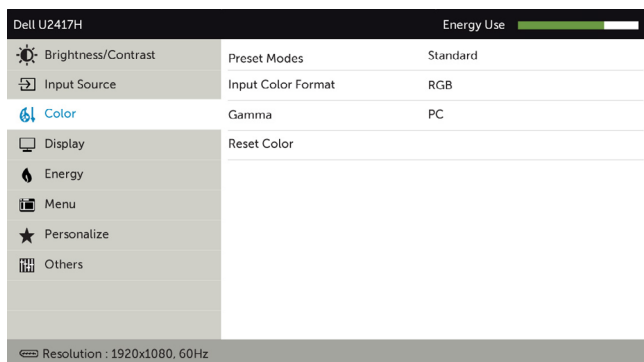 Dell U2417H Energy Use
Brightness/Contrast
Preset Modes Standard
Input Source
Input Color Format RGB
Color
Gamma PC
Display
Reset Color
Energy
Menu
Personalize
Others
Resolution : 1920x1080, 60Hz